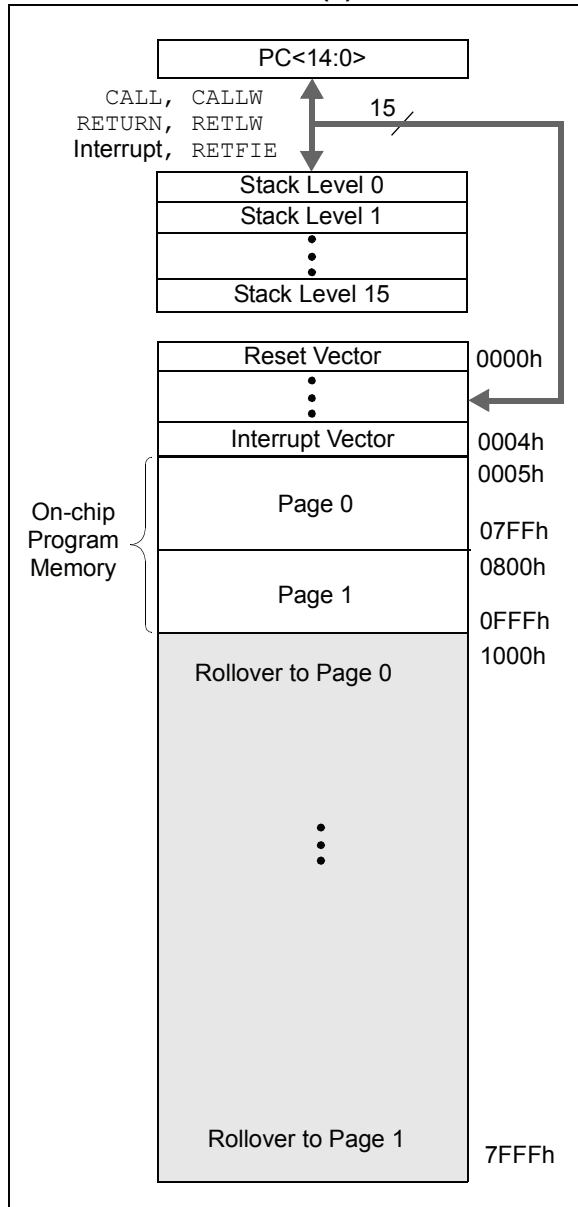 PC<14:0>
CALL, CALLW
RETURN, RETLW
Interrupt, RETFIE
15
Stack Level 0
Stack Level 1
Stack Level 15
Reset Vector
0000h
Interrupt Vector
0004h
0005h
On-chip
Program
Memory
Page 0
07FFh
0800h
Page 1
0FFFh
1000h
Rollover to Page 0
Rollover to Page 1
7FFFh